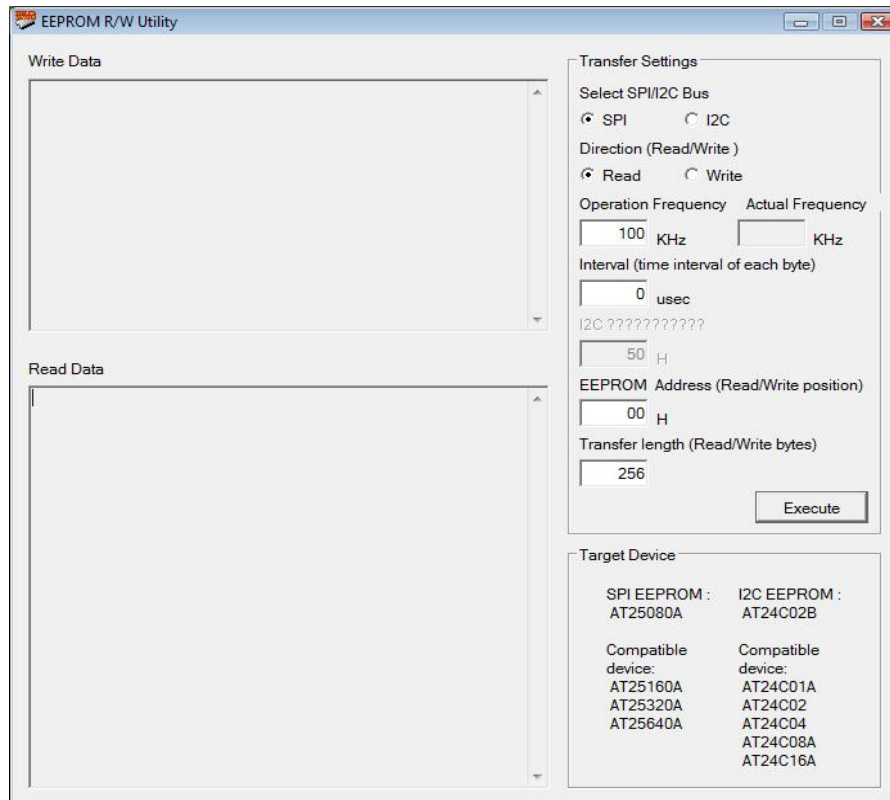 EEPROM R/W Utility
Write Data
Read Data
Transfer Settings
Select SPI/I2C Bus
SPI I2C
Direction (Read/Write )
Read Write
Operation Frequency Actual Frequency
100 KHz KHz
Interval (time interval of each byte)
0 usec
I2C ???????????
50 H
EEPROM Address (Read/Write position)
00 H
Transfer length (Read/Write bytes)
256
Execute
Target Device
SPI EEPROM : I2C EEPROM :
AT25080A AT24C02B
Compatible Compatible
device: device:
AT25160A AT24C01A
AT25320A AT24C02
AT25640A AT24C04
AT24C08A
AT24C16A